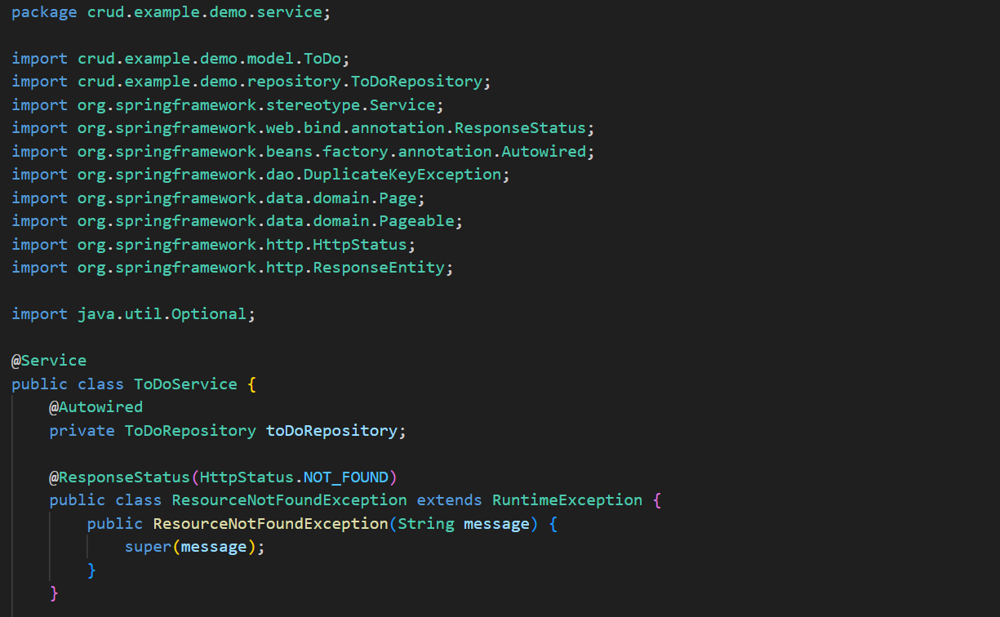 package crud.example.demo.service;
import crud.example.demo.model.ToDo;
import crud.example.demo.repository.ToDoRepository;
import org.springframework.stereotype.Service;
import org.springframework.web.bind.annotation.ResponseStatus;
import org.springframework.beans.factory.annotation.Autowired;
import org.springframework.dao.DuplicateKeyException;
import org.springframework.data.domain.Page;
import org.springframework.data.domain.Pageable;
import org.springframework.http.HttpStatus;
import org.springframework.http.ResponseEntity;
import java.util.Optional;
@Service
public class ToDoService {
@Autowired
private ToDoRepository toDoRepository;
@ResponseStatus(HttpStatus.NOT_FOUND)
public class ResourceNotFoundException extends RuntimeException {
public ResourceNotFoundException(String message) {
super(message);
}
}